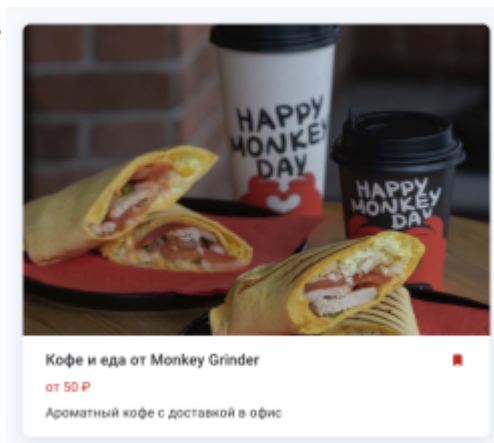 HAPPY
MONKEY
DAY
HAPPY
MONKEY
DAY
Кофе и еда от Monkey Grinder
от 50 ₽
Ароматный кофе с доставкой в офис